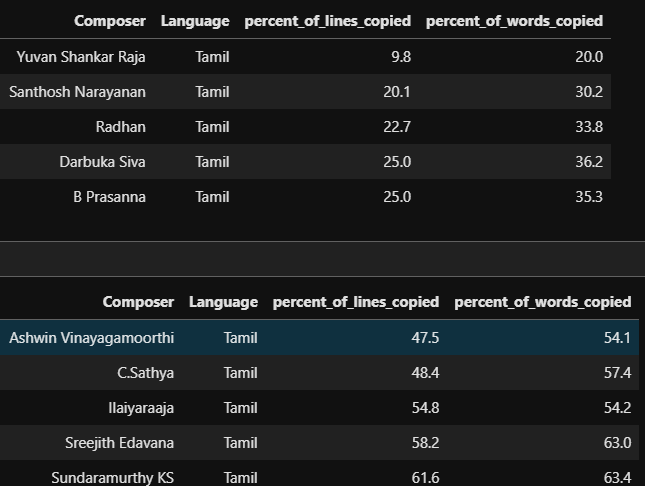 Composer Language percent_of_lines_copied percent_of_words_copied
Yuvan Shankar Raja Tamil 9.8 20.0
Santhosh Narayanan Tamil 20.1 30.2
Radhan Tamil 22.7 33.8
Darbuka Siva Tamil 25.0 36.2
B Prasanna Tamil 25.0 35.3
Composer Language percent_of_lines_copied percent_of_words_copied
Ashwin Vinayagamoorthi Tamil 47.5 54.1
C.Sathya Tamil 48.4 57.4
Ilaiyaraaja Tamil 54.8 54.2
Sreejith Edavana Tamil 58.2 63.0
Sundaramurthy KS Tamil 61.6 63.4